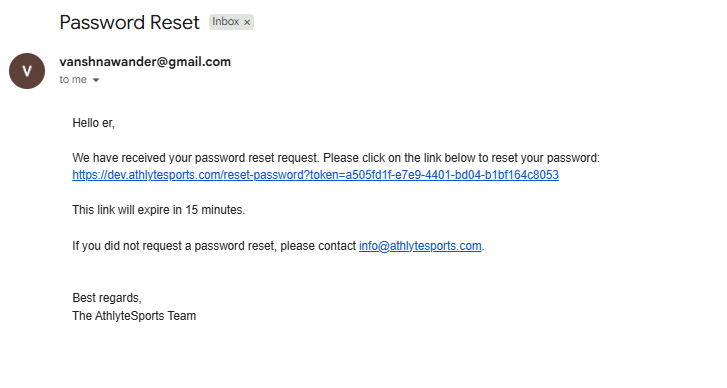 Password Reset Inbox ×
vanshnawander@gmail.com
V
to me
Hello er,
We have received your password reset request. Please click on the link below to reset your password:
https://dev.athlytesports.com/reset-password?token=a505fd1f-e7e9-4401-bd04-b1bf164c8053
This link will expire in 15 minutes.
If you did not request a password reset, please contact info@athlytesports.com.
Best regards,
The AthlyteSports Team